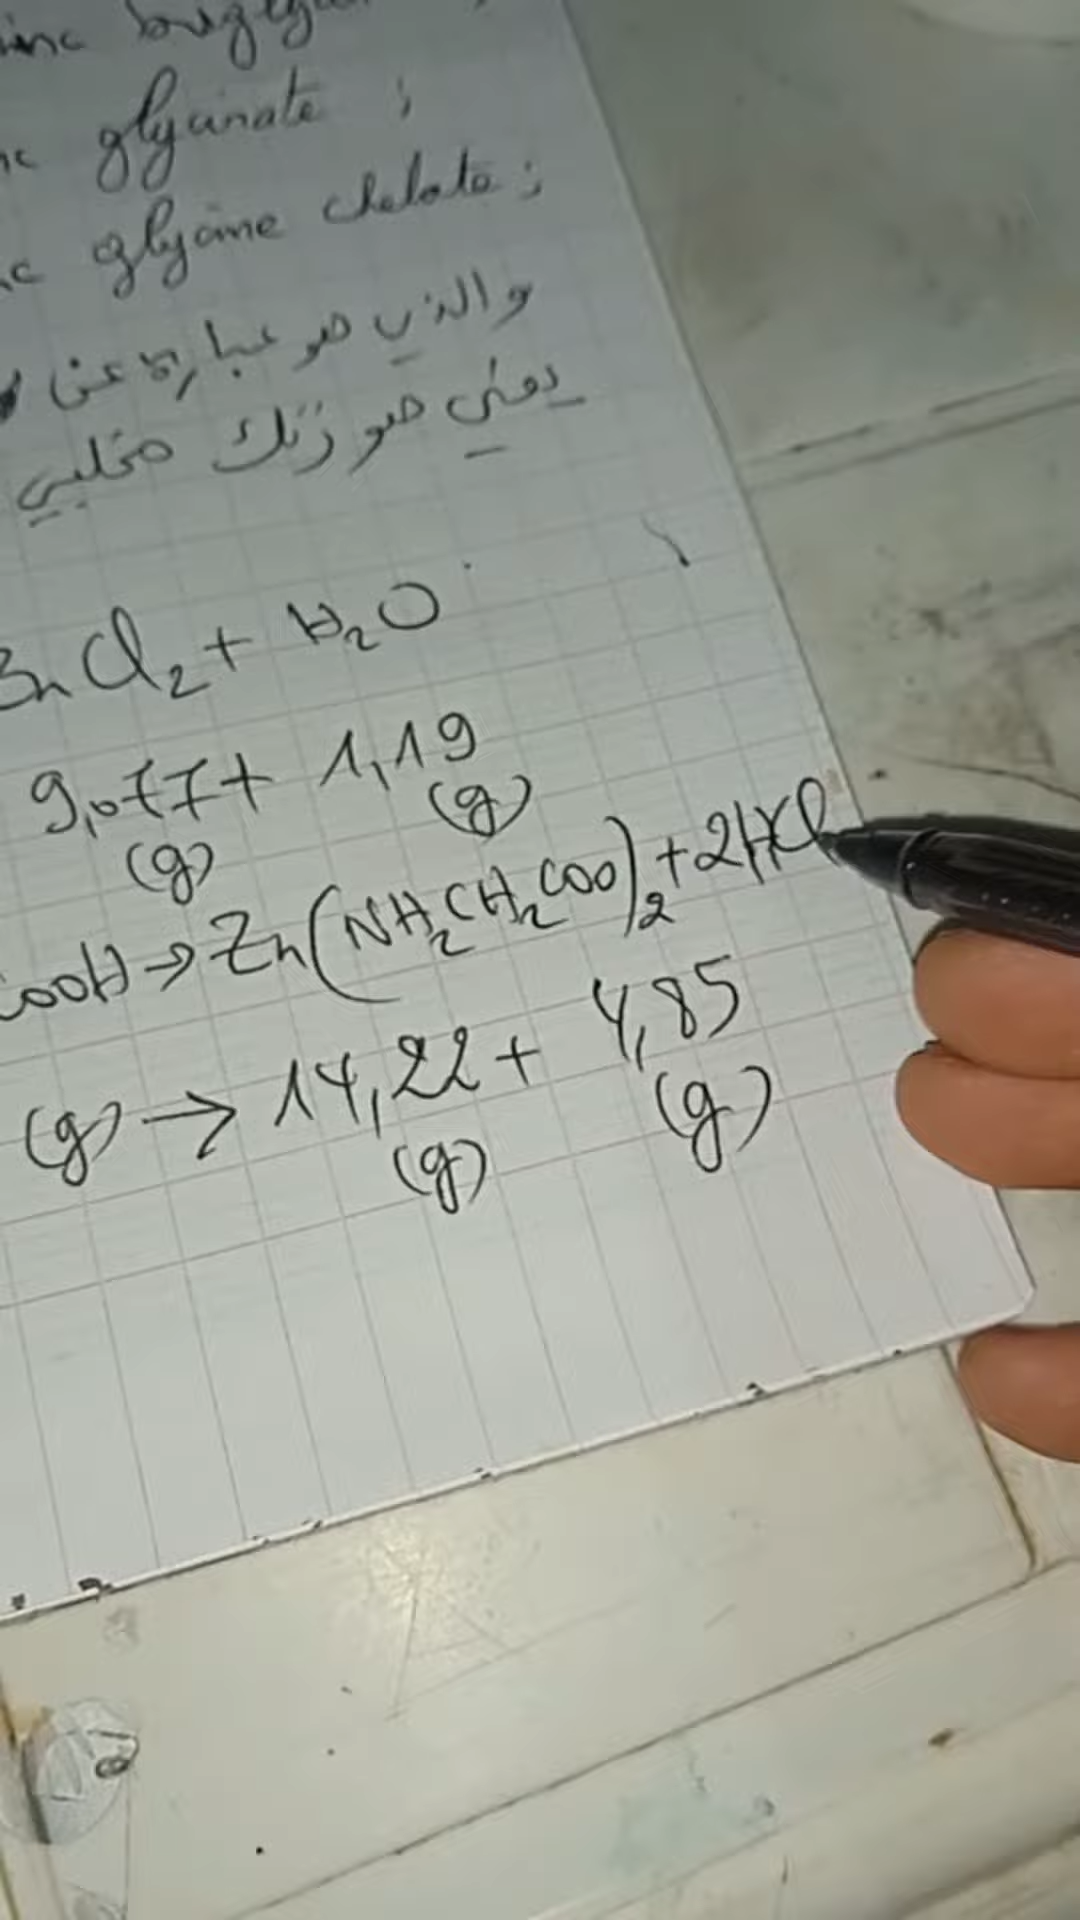 glycinate ;
glycine chelate ;
والذي هو عبارة عن
يعني هو زنك مخلبي
ZnCl₂ + H₂O
9,077 + 1,19
(g) (g)
COOH → Zn(NH₂CH₂COO)₂ + 2HCl
(g) → 14,22 + 4,85
(g) (g)